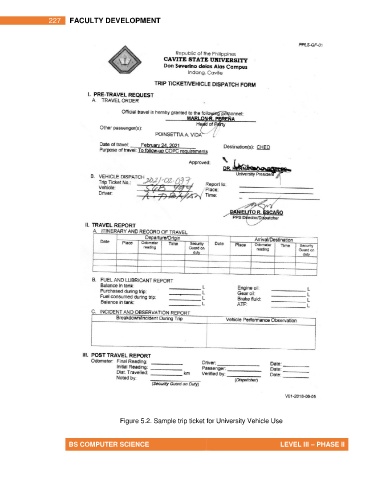 227 FACULTY DEVELOPMENT
PPLS-QF-01
Republic of the Philippines
CAVITE STATE UNIVERSITY
Don Severino delas Alas Campus
Indang, Cavite
TRIP TICKET/VEHICLE DISPATCH FORM
I. PRE-TRAVEL REQUEST
A. TRAVEL ORDER
Official travel is hereby granted to the following personnel:
MARLON R. PEREÑA
Head of Party
Other passenger(s):
POINSETTIA A. VIDA
Date of travel: February 24, 2021 Destination(s): CHED
Purpose of travel: To follow-up COPC requirements
Approved:
DR.
University President
B. VEHICLE DISPATCH
Trip Ticket No.: 2021-02-097 Report to:
Vehicle: Place:
Driver: Time:
DANIELITO R. ESCAÑO
PPS Director/Dispatcher
II. TRAVEL REPORT
A. ITINERARY AND RECORD OF TRAVEL
Date Departure/Origin Date Arrival/Destination
Place Odometer reading Time Security Guard on duty Place Odometer reading Time Security Guard on duty
B. FUEL AND LUBRICANT REPORT
Balance in tank: L Engine oil: L
Purchased during trip: L Gear oil: L
Fuel consumed during trip: L Brake fluid: L
Balance in tank: L ATF: L
C. INCIDENT AND OBSERVATION REPORT
Breakdown/Incident During Trip Vehicle Performance Observation
III. POST TRAVEL REPORT
Odometer: Final Reading: Driver: Date:
Initial Reading: Passenger: Date:
Dist. Travelled: km Verified by: Date:
Noted by: (Dispatcher)
(Security Guard on Duty)
V01-2018-06-05
Figure 5.2. Sample trip ticket for University Vehicle Use
BS COMPUTER SCIENCE LEVEL III – PHASE II